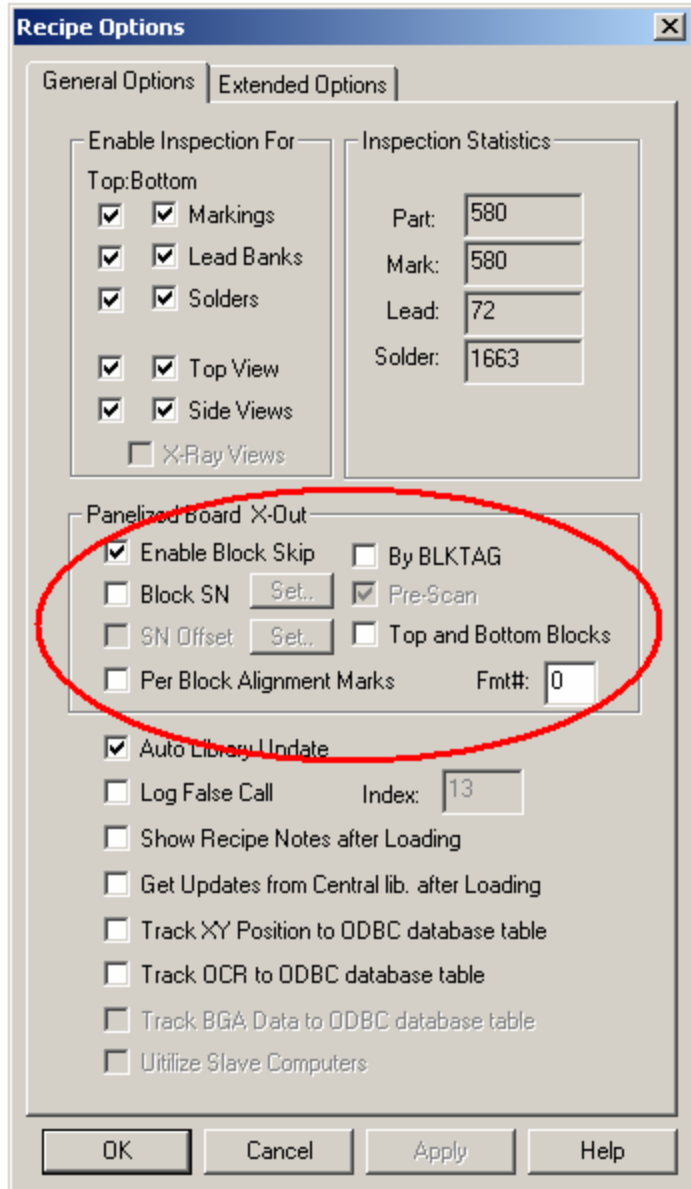 Recipe Options
General Options Extended Options
Enable Inspection For
Top:Bottom
Markings
Lead Banks
Solders
Top View
Side Views
X-Ray Views
Inspection Statistics
Part: 580
Mark: 580
Lead: 72
Solder: 1663
Panelized Board X-Out
Enable Block Skip By BLKTAG
Block SN Set.. Pre-Scan
SN Offset Set.. Top and Bottom Blocks
Per Block Alignment Marks Fmt#: 0
Auto Library Update
Log False Call Index: 13
Show Recipe Notes after Loading
Get Updates from Central lib. after Loading
Track XY Position to ODBC database table
Track OCR to ODBC database table
Track BGA Data to ODBC database table
Uitilize Slave Computers
OK Cancel Apply Help